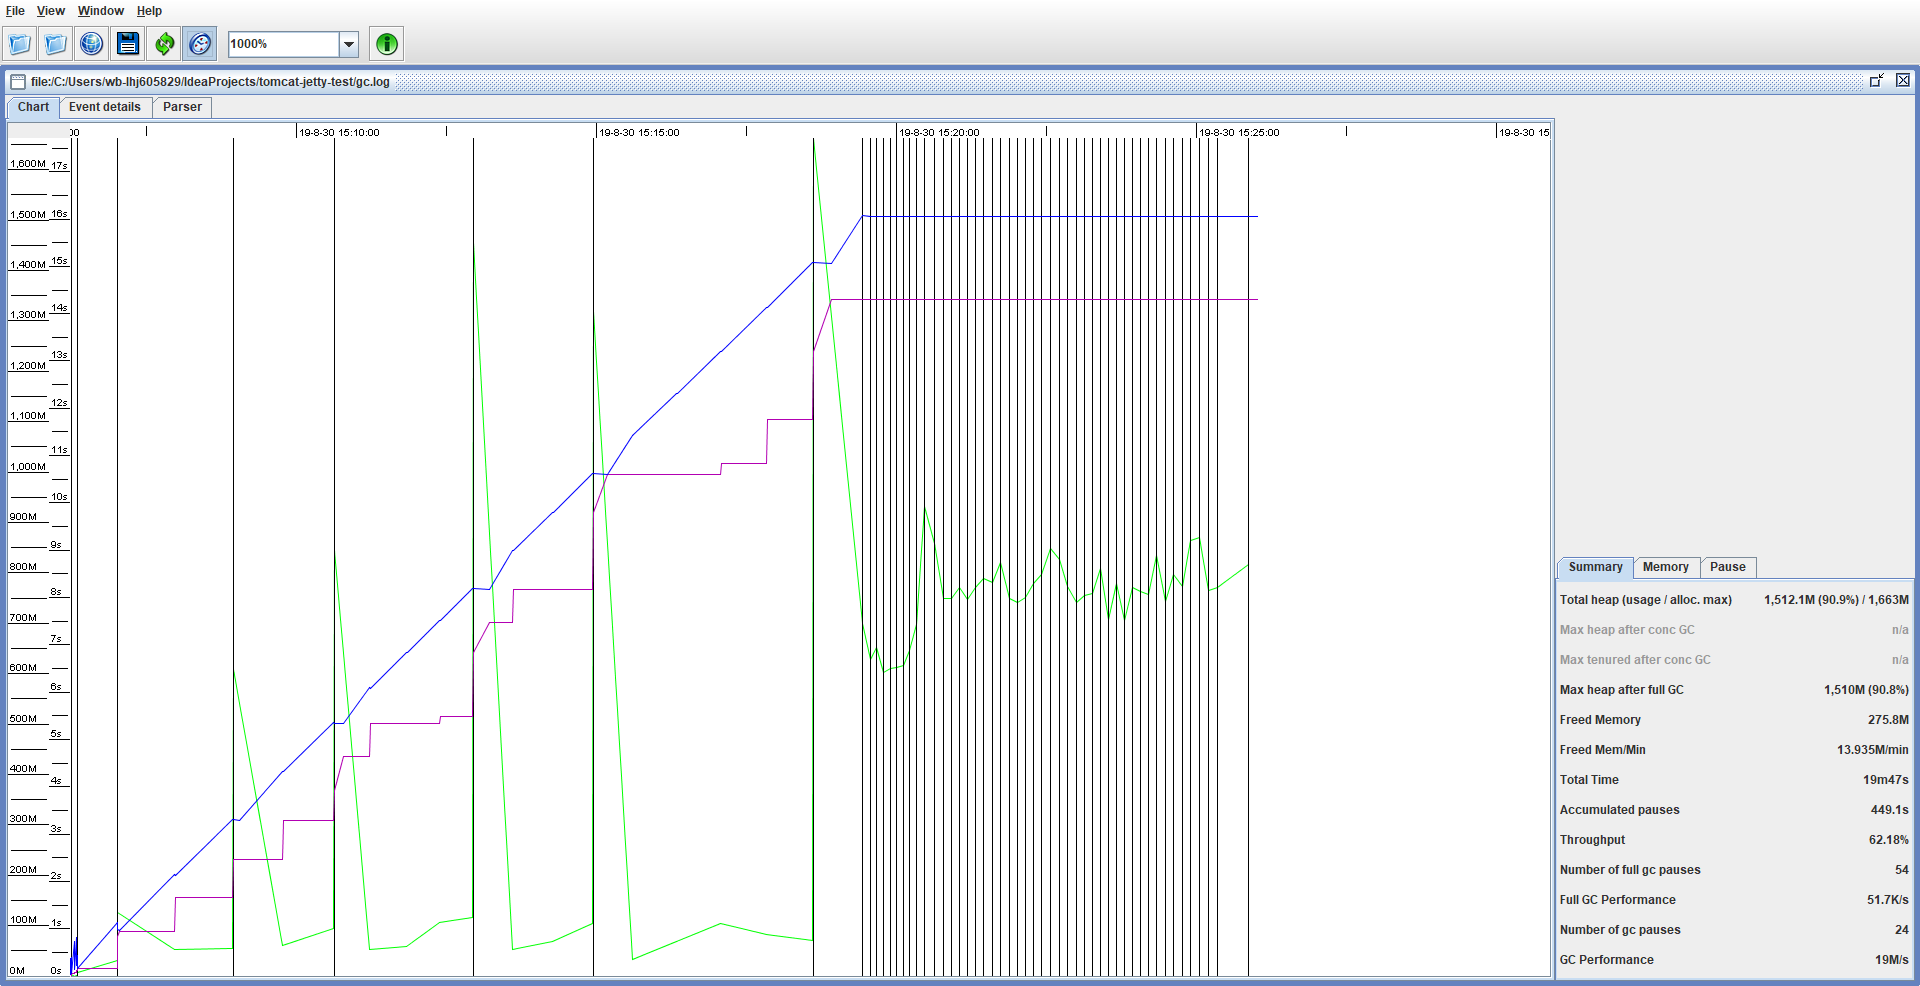 File View Window Help
1000%
file:/C:/Users/wb-lhj605829/IdeaProjects/tomcat-jetty-test/gc.log
Chart Event details Parser
:00 19-8-30 15:10:00 19-8-30 15:15:00 19-8-30 15:20:00 19-8-30 15:25:00 19-8-30 15
1,600M 17s
1,500M 16s
1,400M 15s
1,300M 14s
1,200M 13s
1,100M 12s
1,000M 11s
900M 10s
800M 9s
700M 8s
600M 7s
500M 6s
400M 5s
300M 4s
200M 3s
100M 2s
0M 1s
0s
Summary Memory Pause
Total heap (usage / alloc. max) 1,512.1M (90.9%) / 1,663M
Max heap after conc GC n/a
Max tenured after conc GC n/a
Max heap after full GC 1,510M (90.8%)
Freed Memory 275.8M
Freed Mem/Min 13.935M/min
Total Time 19m47s
Accumulated pauses 449.1s
Throughput 62.18%
Number of full gc pauses 54
Full GC Performance 51.7K/s
Number of gc pauses 24
GC Performance 19M/s